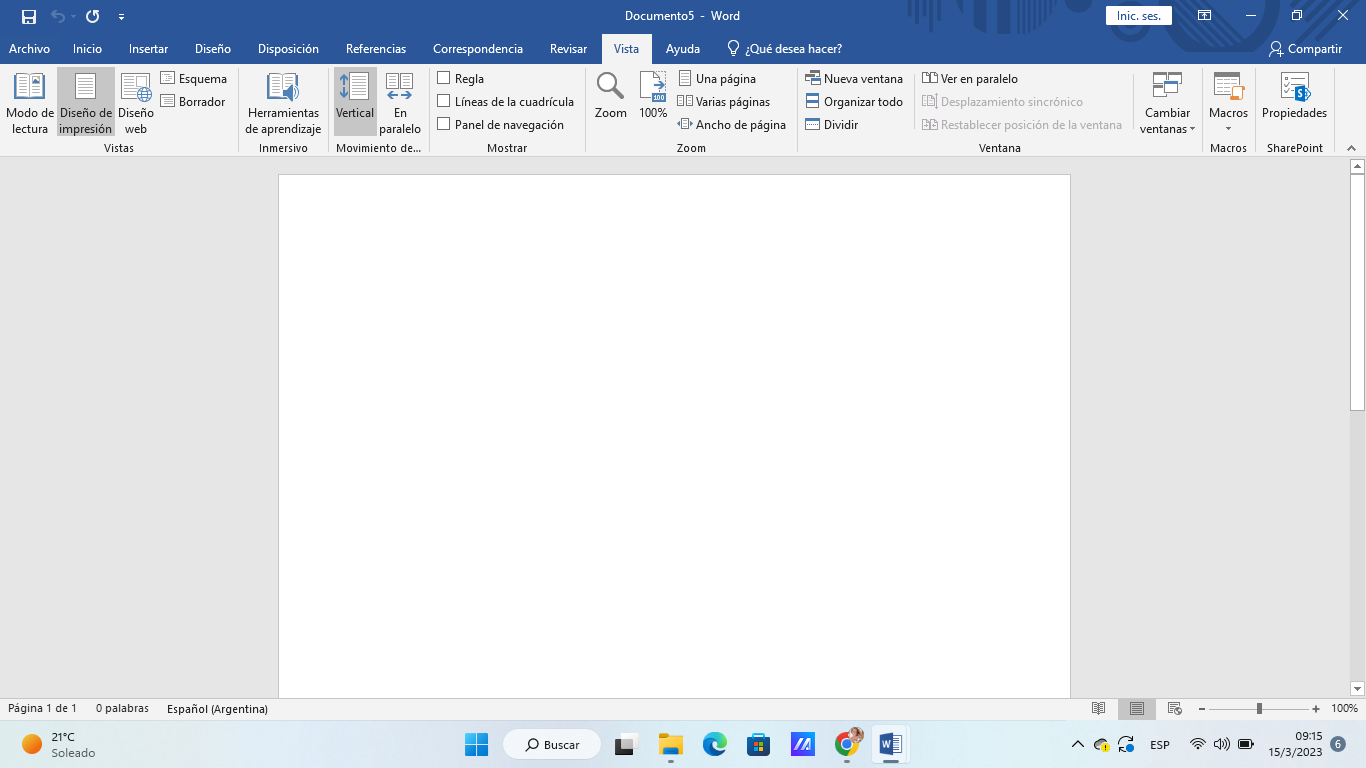 Documento5 - Word
Inic. ses.
Archivo Inicio Insertar Diseño Disposición Referencias Correspondencia Revisar Vista Ayuda ¿Qué desea hacer? Compartir
Modo de lectura
Diseño de impresión
Diseño web
Esquema
Borrador
Vistas
Herramientas de aprendizaje
Inmersivo
Vertical
En paralelo
Movimiento de...
Regla
Líneas de la cuadrícula
Panel de navegación
Mostrar
Zoom
100
100%
Una página
Varias páginas
Ancho de página
Zoom
Nueva ventana
Organizar todo
Dividir
Ver en paralelo
Desplazamiento sincrónico
Restablecer posición de la ventana
Cambiar ventanas
Ventana
Macros
Macros
Propiedades
SharePoint
Página 1 de 1 0 palabras Español (Argentina) 100%
21°C
Soleado
Buscar
ESP
09:15
15/3/2023
6